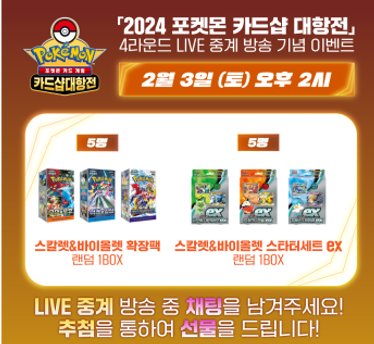 「2024 포켓몬 카드샵 대항전」
4라운드 LIVE 중계 방송 기념 이벤트
POKÉMON
포켓몬 카드 게임
카드샵대항전
2월 3일 (토) 오후 2시
5명
5명
스칼렛&바이올렛 확장팩
랜덤 1BOX
스칼렛&바이올렛 스타터세트 ex
랜덤 1BOX
LIVE 중계 방송 중 채팅을 남겨주세요!
추첨을 통하여 선물을 드립니다!